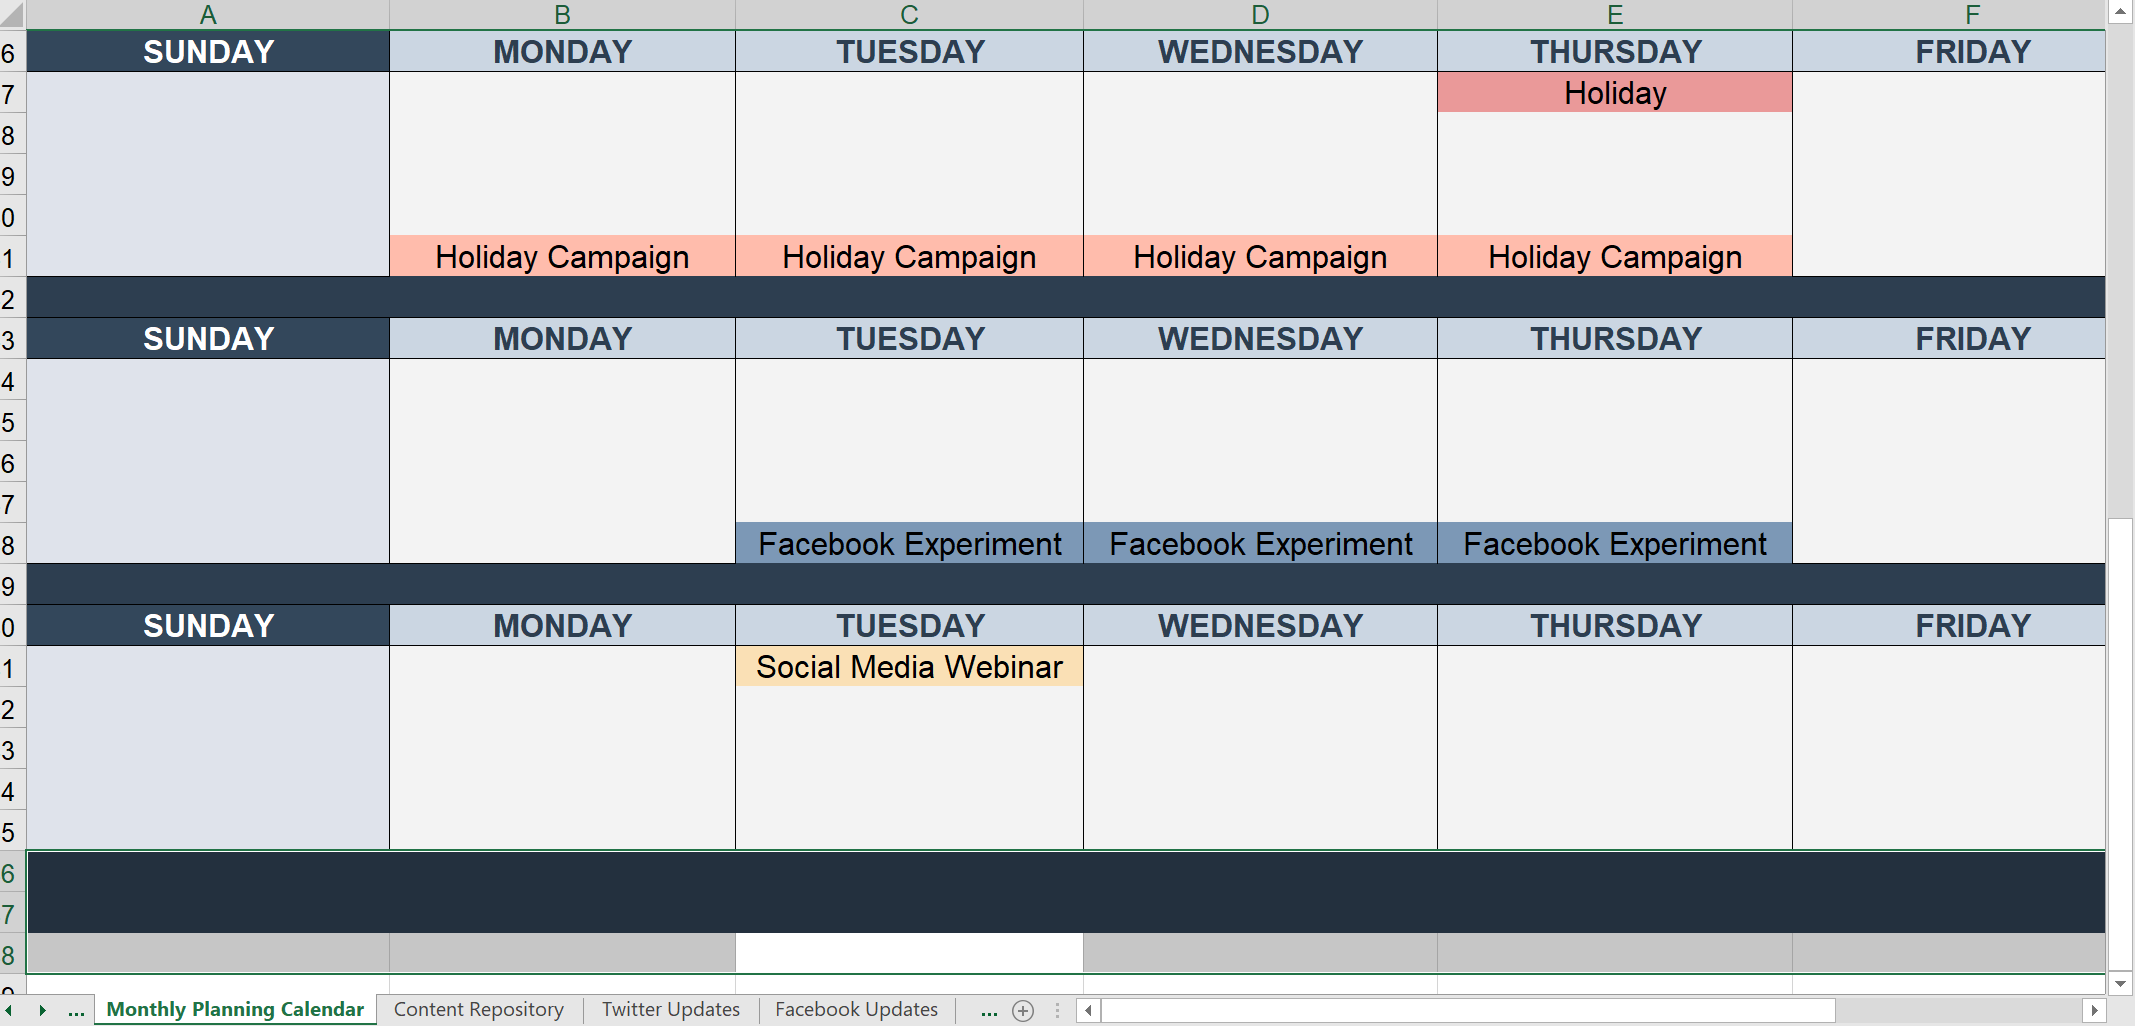 A B C D E F
6 SUNDAY MONDAY TUESDAY WEDNESDAY THURSDAY FRIDAY
7 Holiday
8
9
0
1 Holiday Campaign Holiday Campaign Holiday Campaign Holiday Campaign
2
3 SUNDAY MONDAY TUESDAY WEDNESDAY THURSDAY FRIDAY
4
5
6
7
8 Facebook Experiment Facebook Experiment Facebook Experiment
9
0 SUNDAY MONDAY TUESDAY WEDNESDAY THURSDAY FRIDAY
1 Social Media Webinar
2
3
4
5
6
7
8
... Monthly Planning Calendar Content Repository Twitter Updates Facebook Updates ...